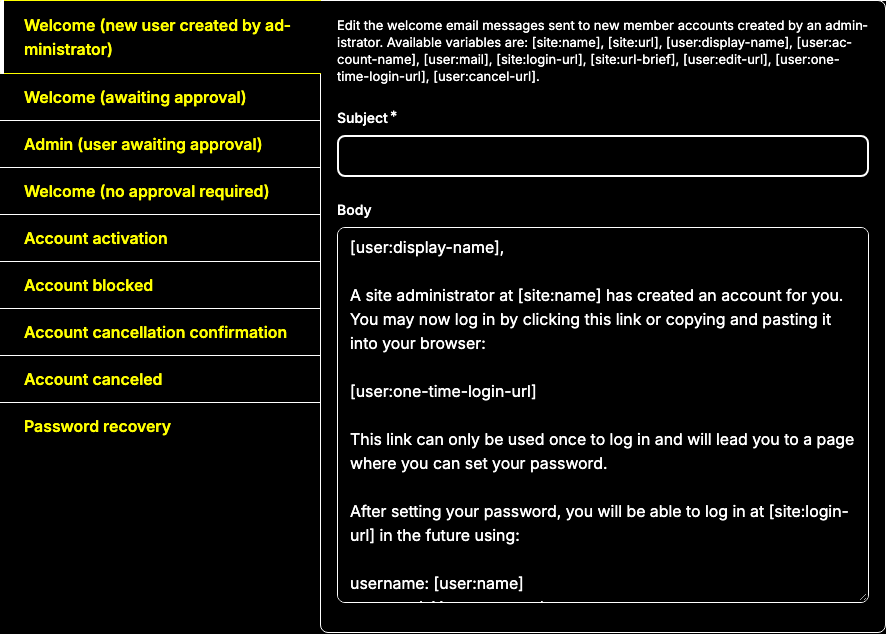 Welcome (new user created by ad-
ministrator)
Welcome (awaiting approval)
Admin (user awaiting approval)
Welcome (no approval required)
Account activation
Account blocked
Account cancellation confirmation
Account canceled
Password recovery
Edit the welcome email messages sent to new member accounts created by an admin-
istrator. Available variables are: [site:name], [site:url], [user:display-name], [user:ac-
count-name], [user:mail], [site:login-url], [site:url-brief], [user:edit-url], [user:one-
time-login-url], [user:cancel-url].
Subject*
Body
[user:display-name],
A site administrator at [site:name] has created an account for you.
You may now log in by clicking this link or copying and pasting it
into your browser:
[user:one-time-login-url]
This link can only be used once to log in and will lead you to a page
where you can set your password.
After setting your password, you will be able to log in at [site:login-
url] in the future using:
username: [user:name]